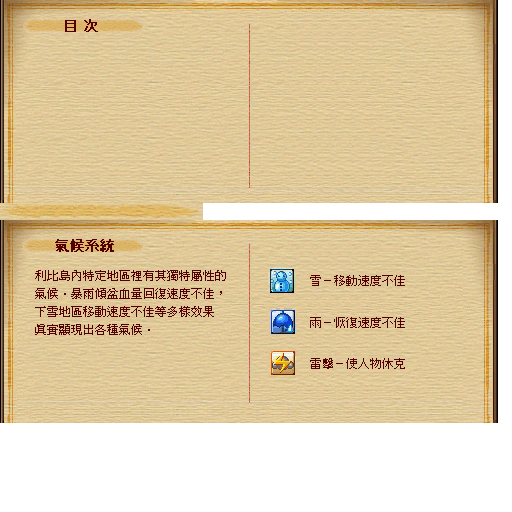 目 次
氣候系統
利比島內特定地區裡有其獨特屬性的
氣候‧暴雨傾盆血量回復速度不佳，
下雪地區移動速度不佳等多樣效果
真實顯現出各種氣候‧
雪－移動速度不佳
雨－恢復速度不佳
雷擊－使人物休克